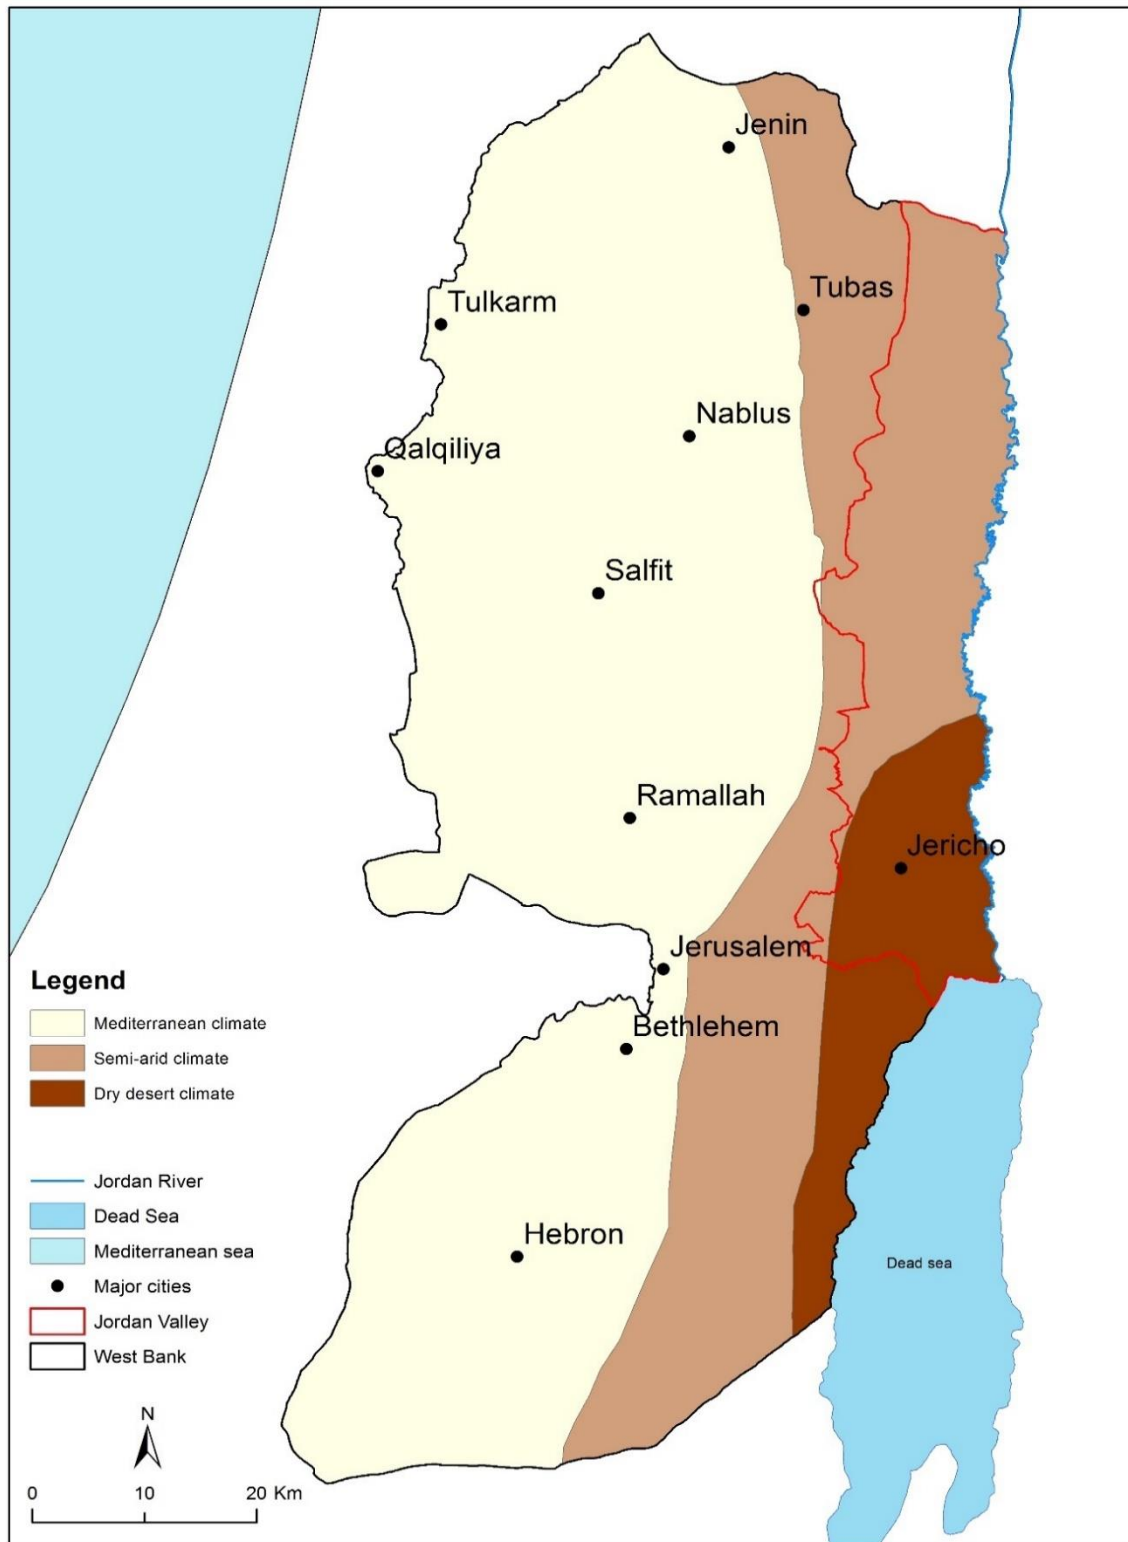 Jenin
Tubas
Tulkarm
Nablus
Qalqiliya
Salfit
Ramallah
Jericho
Jerusalem
Bethlehem
Hebron
Dead sea
Legend
Mediterranean climate
Semi-arid climate
Dry desert climate
Jordan River
Dead Sea
Mediterranean sea
Major cities
Jordan Valley
West Bank
N
0 10 20 Km